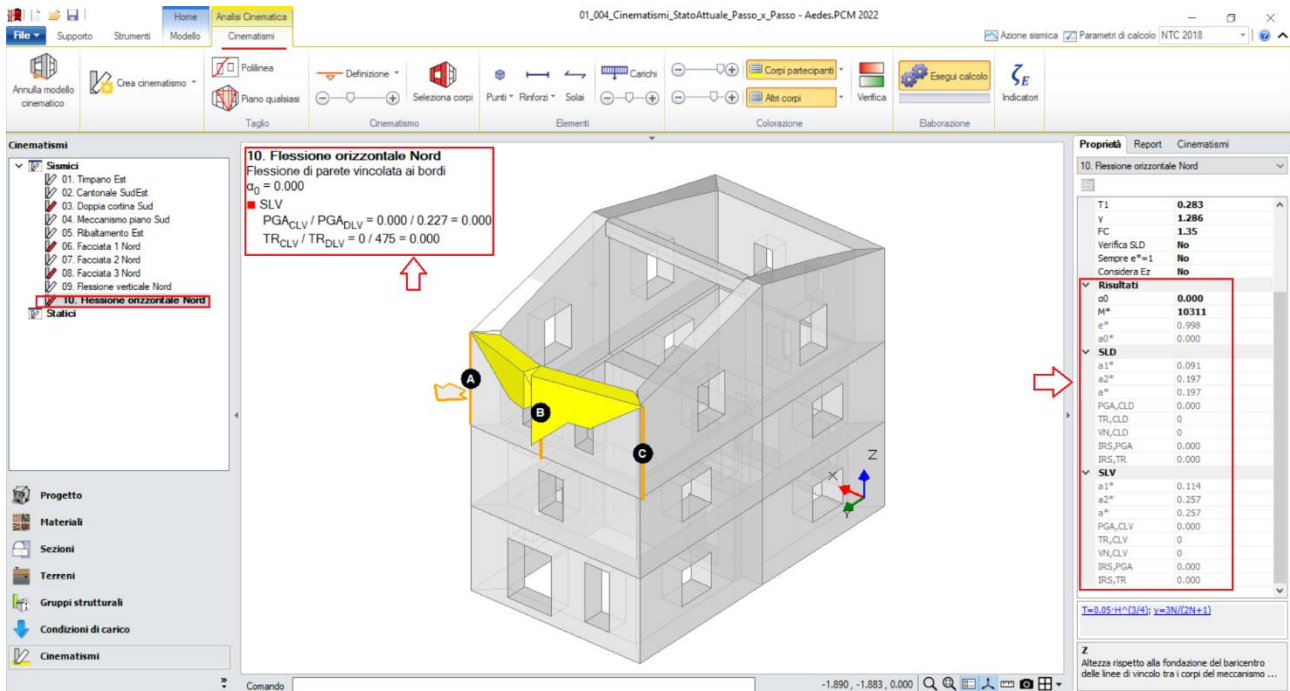 01_004_Cinematismi_StatoAttuale_Passo_x_Passo - Aedes.PCM 2022
Home
Analisi Cinematica
File
Supporto
Strumenti
Modello
Cinematismi
Azione sismica
Parametri di calcolo
NTC 2018
Annulla modello
cinematico
Crea cinematismo
Polilinea
Piano qualsiasi
Taglio
Definizione
Seleziona corpi
Cinematismo
Punti
Rinforzi
Solai
Carichi
Elementi
Corpi partecipanti
Altri corpi
Verifica
Colorazione
Esegui calcolo
Elaborazione
ζE
Indicatori
Cinematismi
Sismici
01. Timpano Est
02. Cantonale SudEst
03. Doppia cortina Sud
04. Meccanismo piano Sud
05. Ribaltamento Est
06. Facciata 1 Nord
07. Facciata 2 Nord
08. Facciata 3 Nord
09. Flessione verticale Nord
10. Flessione orizzontale Nord
Statici
Progetto
Materiali
Sezioni
Terreni
Gruppi strutturali
Condizioni di carico
Cinematismi
10. Flessione orizzontale Nord
Flessione di parete vincolata ai bordi
α0 = 0.000
SLV
PGACLV / PGADLV = 0.000 / 0.227 = 0.000
TRCLV / TRDLV = 0 / 475 = 0.000
A
B
C
Z
X
Y
Comando
-1.890 , -1.883 , 0.000
Proprietà Report Cinematismi
10. Flessione orizzontale Nord
T1 0.283
γ 1.286
FC 1.35
Verifica SLD No
Sempre e*=1 No
Considera Ez No
Risultati
α0 0.000
M* 10311
e* 0.998
a0* 0.000
SLD
a1* 0.091
a2* 0.197
a* 0.197
PGA,CLD 0.000
TR,CLD 0
VN,CLD 0
IRS,PGA 0.000
IRS,TR 0.000
SLV
a1* 0.114
a2* 0.257
a* 0.257
PGA,CLV 0.000
TR,CLV 0
VN,CLV 0
IRS,PGA 0.000
IRS,TR 0.000
T=0.05·H^(3/4); γ=3N/(2N+1)
Z
Altezza rispetto alla fondazione del baricentro
delle linee di vincolo tra i corpi del meccanismo ...